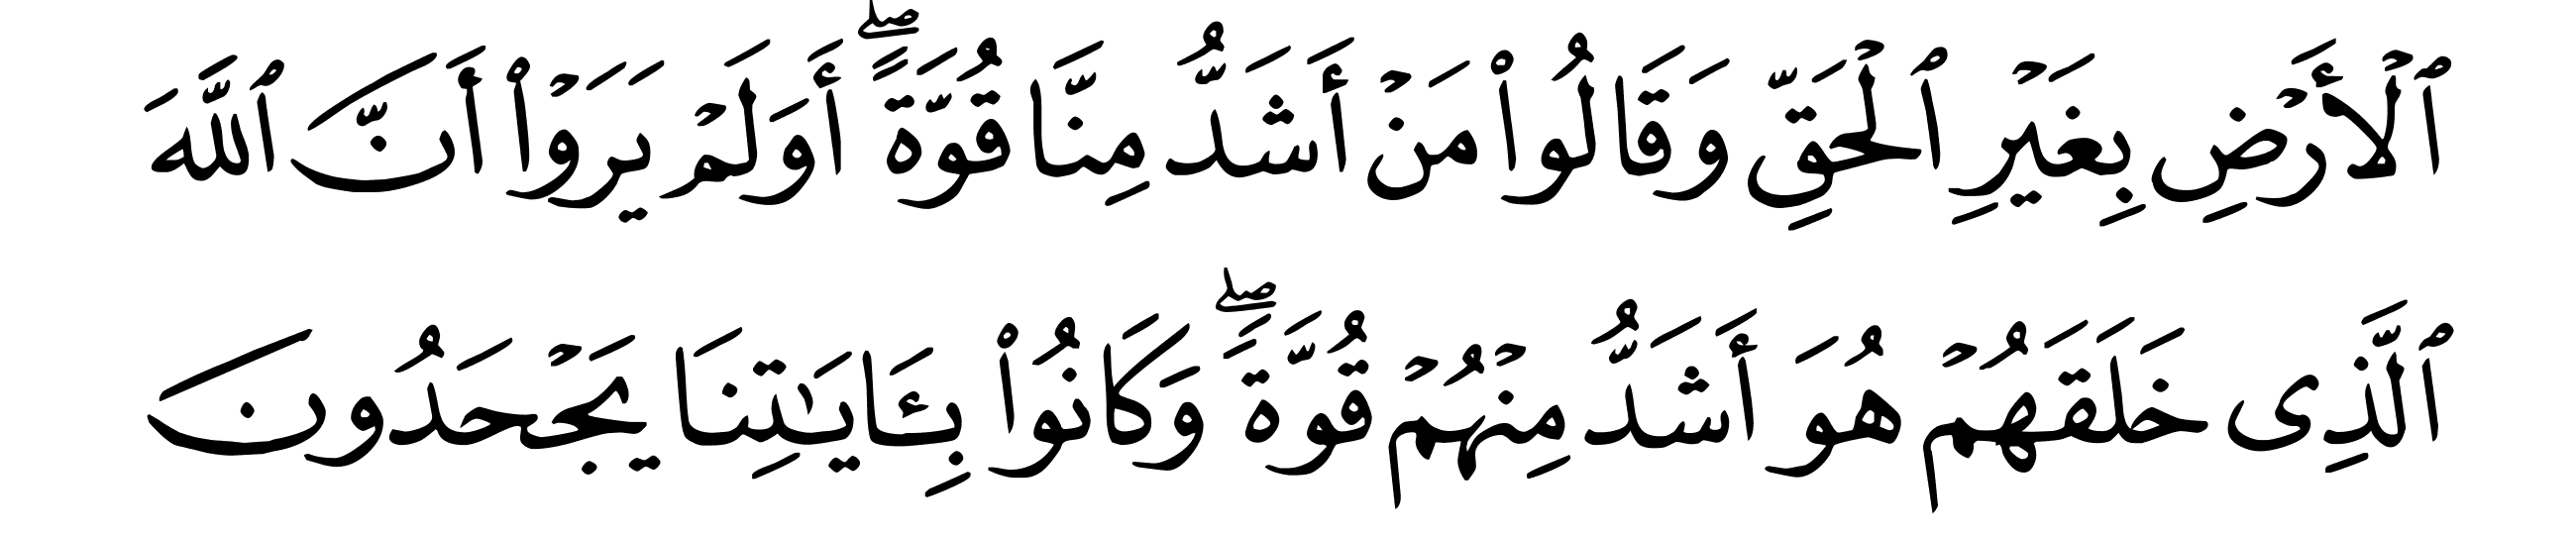 ٱلْأَرْضِ بِغَيْرِ ٱلْحَقِّ وَقَالُوا۟ مَنْ أَشَدُّ مِنَّا قُوَّةً ۖ أَوَلَمْ يَرَوْا۟ أَنَّ ٱللَّهَ
ٱلَّذِى خَلَقَهُمْ هُوَ أَشَدُّ مِنْهُمْ قُوَّةً ۖ وَكَانُوا۟ بِـَٔايَـٰتِنَا يَجْحَدُونَ